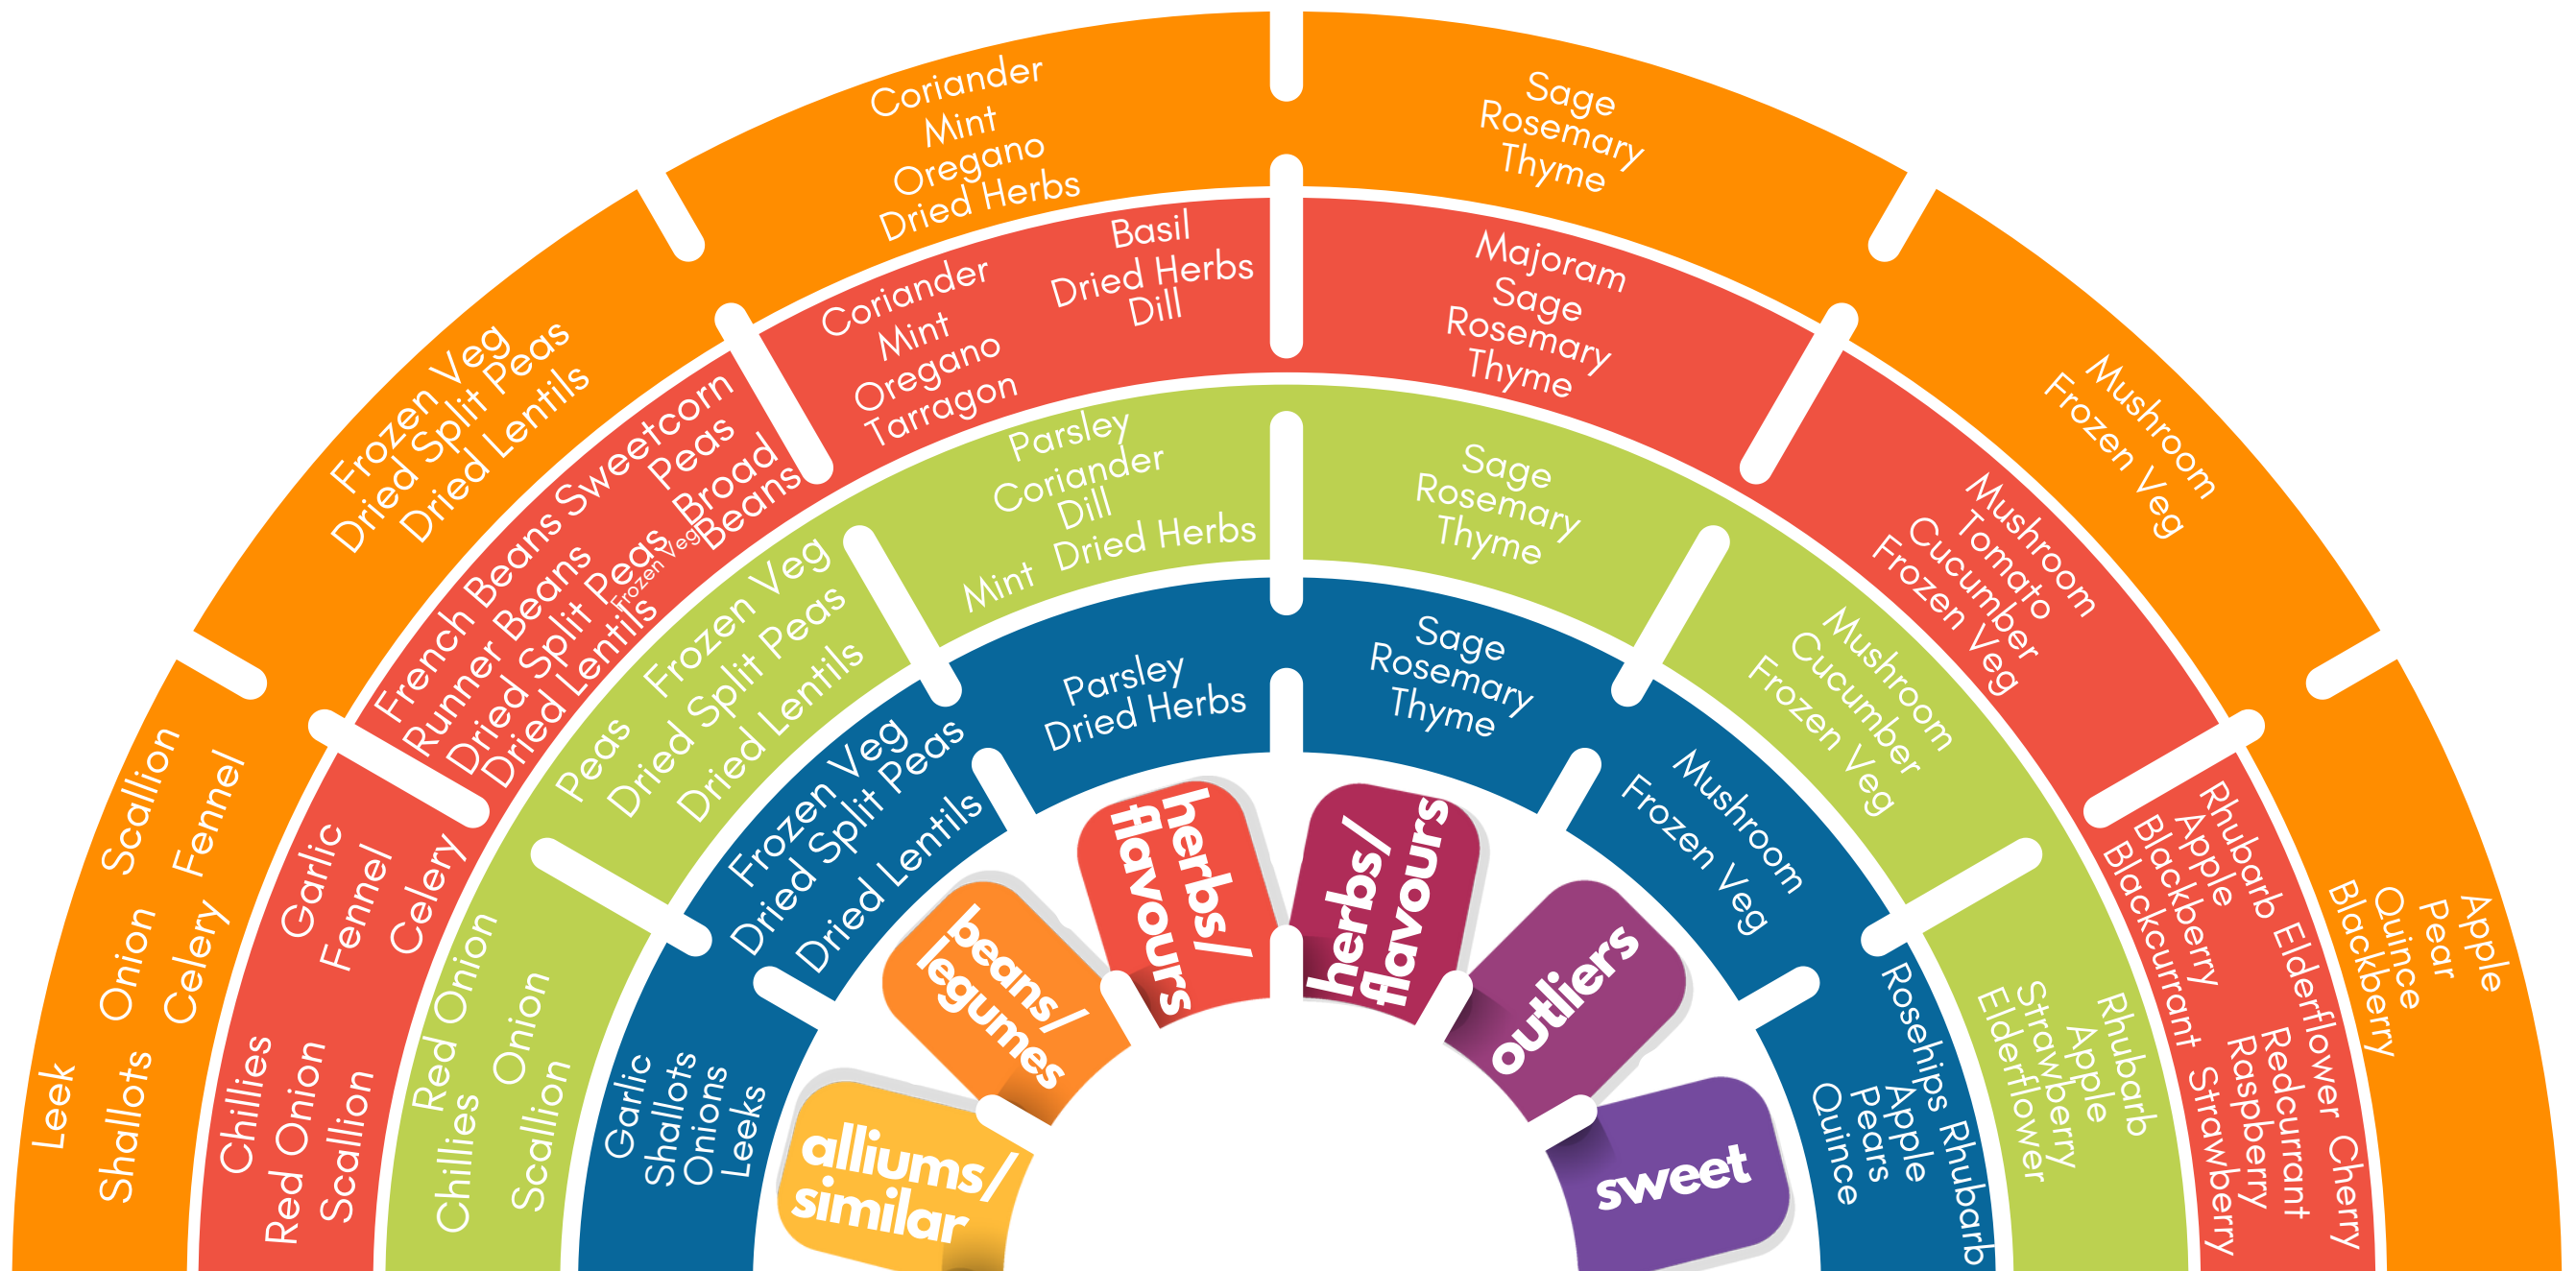 Leek
Shallots
Onion
Scallion
Celery
Fennel
Frozen Veg
Dried Split Peas
Dried Lentils
Coriander
Mint
Oregano
Dried Herbs
Sage
Rosemary
Thyme
Mushroom
Frozen Veg
Apple
Pear
Quince
Blackberry
Chillies
Red Onion
Scallion
Garlic
Fennel
Celery
French Beans Sweetcorn
Runner Beans
Peas
Dried Split Peas
Broad
Beans
Frozen Veg
Dried Lentils
Coriander
Mint
Oregano
Tarragon
Basil
Dried Herbs
Dill
Majoram
Sage
Rosemary
Thyme
Mushroom
Tomato
Cucumber
Frozen Veg
Rhubarb Elderflower Cherry
Apple
Redcurrant
Blackberry
Raspberry
Blackcurrant Strawberry
Red Onion
Chillies
Onion
Scallion
Peas
Frozen Veg
Dried Split Peas
Dried Lentils
Parsley
Coriander
Dill
Mint Dried Herbs
Sage
Rosemary
Thyme
Mushroom
Cucumber
Frozen Veg
Rhubarb
Apple
Strawberry
Elderflower
Garlic
Shallots
Onions
Leeks
Frozen Veg
Dried Split Peas
Dried Lentils
Parsley
Dried Herbs
Sage
Rosemary
Thyme
Mushroom
Frozen Veg
Rosehips Rhubarb
Apple
Pears
Quince
alliums/
similar
beans/
legumes
herbs/
flavours
herbs/
flavours
outliers
sweet